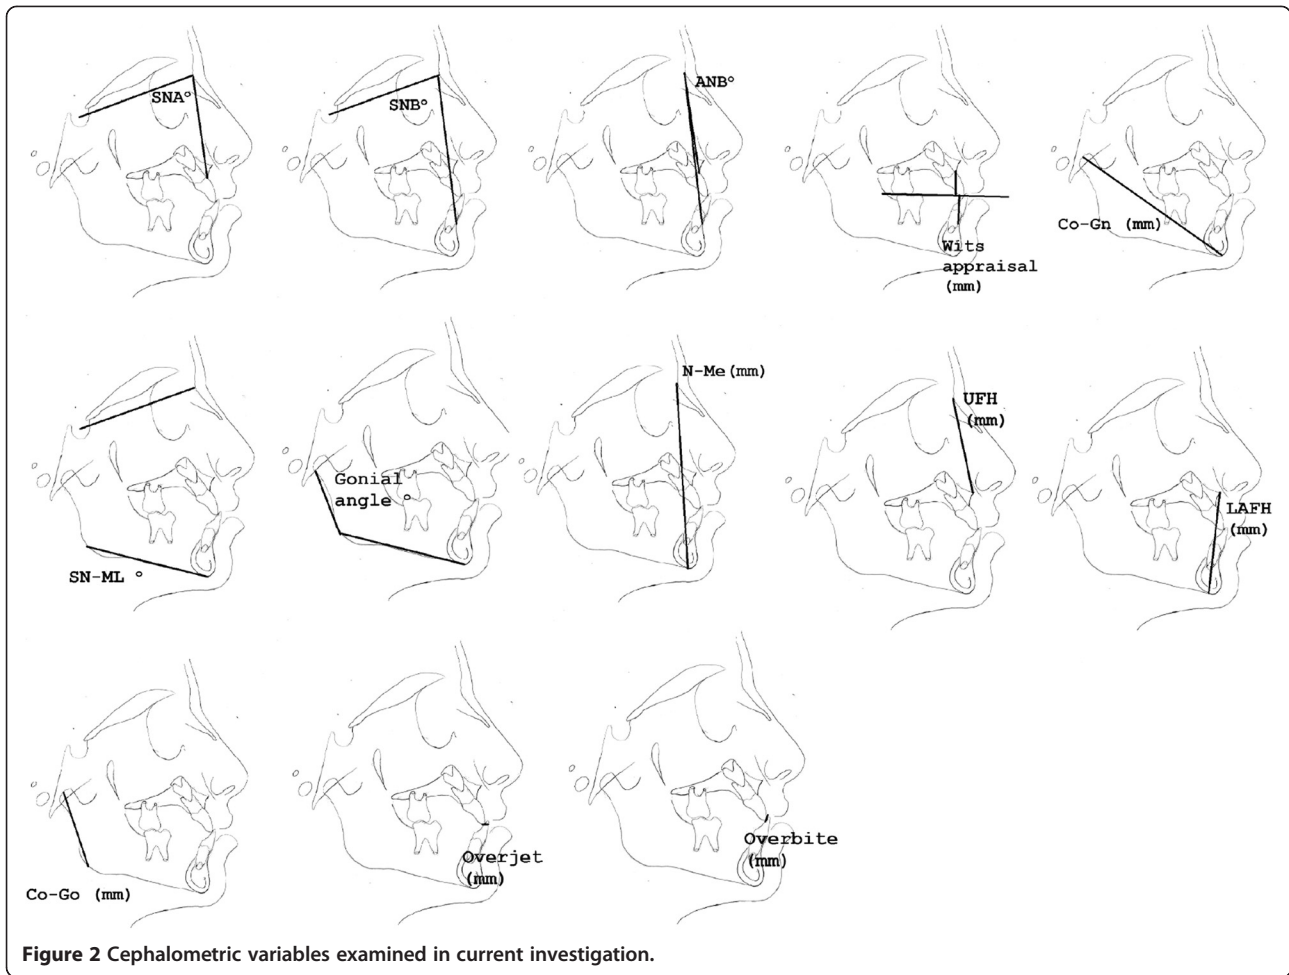 SNA°
SNB°
ANB°
Wits
appraisal
(mm)
Co-Gn (mm)
SN-ML °
Gonial
angle °
N-Me(mm)
UFH
(mm)
LAFH
(mm)
Co-Go (mm)
Overjet
(mm)
Overbite
(mm)
Figure 2 Cephalometric variables examined in current investigation.